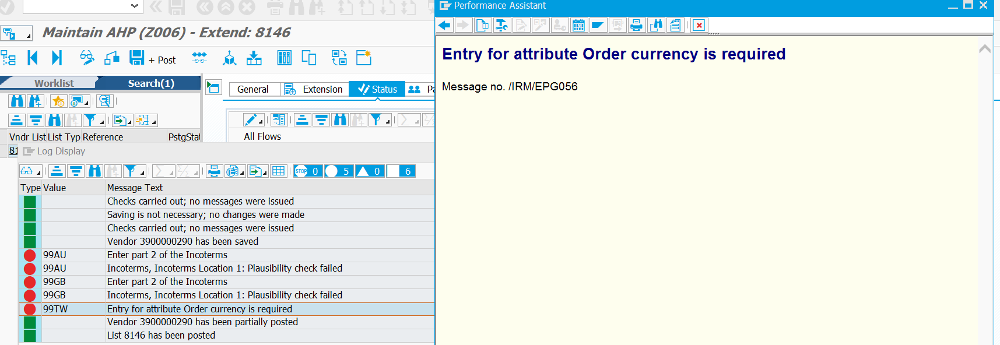 Performance Assistant
Maintain AHP (Z006) - Extend: 8146
+ Post
Entry for attribute Order currency is required
Message no. /IRM/EPG056
Worklist Search(1)
General Extension Status Pa
All Flows
Vndr List List Typ Reference PstgStat
81 Log Display
STOP 0 5 0 6
Type Value Message Text
Checks carried out; no messages were issued
Saving is not necessary; no changes were made
Checks carried out; no messages were issued
Vendor 3900000290 has been saved
99AU Enter part 2 of the Incoterms
99AU Incoterms, Incoterms Location 1: Plausibility check failed
99GB Enter part 2 of the Incoterms
99GB Incoterms, Incoterms Location 1: Plausibility check failed
99TW Entry for attribute Order currency is required
Vendor 3900000290 has been partially posted
List 8146 has been posted